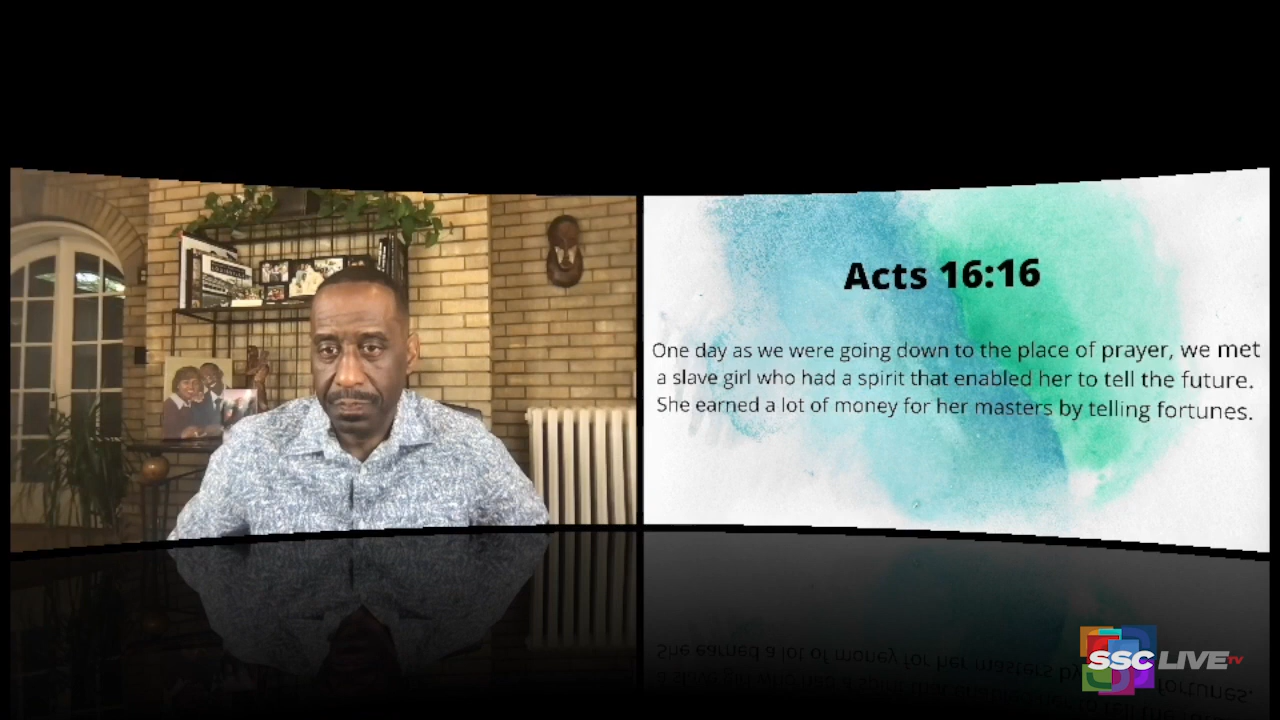 Acts 16:16
One day as we were going down to the place of prayer, we met
a slave girl who had a spirit that enabled her to tell the future.
She earned a lot of money for her masters by telling fortunes.
SSC LIVE TV